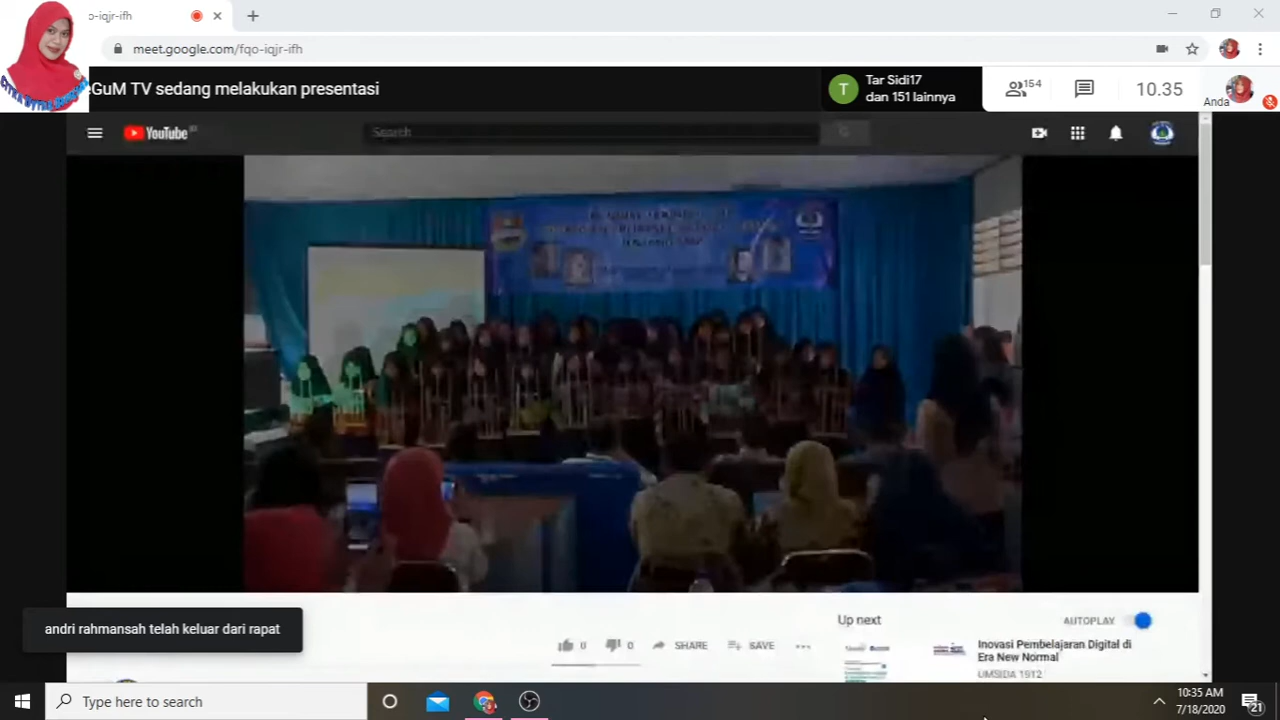 o-iqjr-ifh
meet.google.com/fqo-iqjr-ifh
CITRA
eGuM TV sedang melakukan presentasi
T
Tar Sidi17
dan 151 lainnya
154
10.35
Anda
YouTube
Search
andri rahmansah telah keluar dari rapat
0
0
SHARE
SAVE
Up next
AUTOPLAY
Inovasi Pembelajaran Digital di
Era New Normal
UMSIDA 1912
Type here to search
10:35 AM
7/18/2020
21